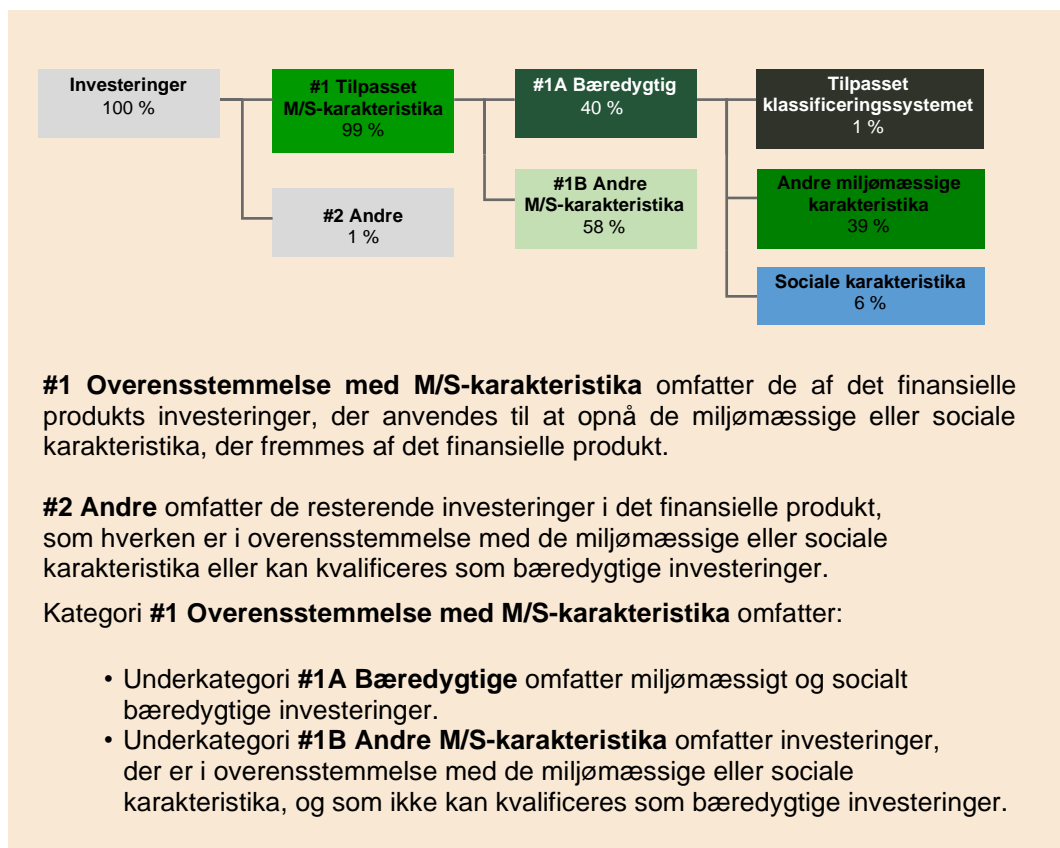 Investeringer
100 %
#1 Tilpasset
M/S-karakteristika
99 %
#1A Bæredygtig
40 %
Tilpasset
klassificeringssystemet
1 %
#2 Andre
1 %
#1B Andre
M/S-karakteristika
58 %
Andre miljømæssige
karakteristika
39 %
Sociale karakteristika
6 %
#1 Overensstemmelse med M/S-karakteristika omfatter de af det finansielle
produkts investeringer, der anvendes til at opnå de miljømæssige eller sociale
karakteristika, der fremmes af det finansielle produkt.
#2 Andre omfatter de resterende investeringer i det finansielle produkt,
som hverken er i overensstemmelse med de miljømæssige eller sociale
karakteristika eller kan kvalificeres som bæredygtige investeringer.
Kategori #1 Overensstemmelse med M/S-karakteristika omfatter:
• Underkategori #1A Bæredygtige omfatter miljømæssigt og socialt
bæredygtige investeringer.
• Underkategori #1B Andre M/S-karakteristika omfatter investeringer,
der er i overensstemmelse med de miljømæssige eller sociale
karakteristika, og som ikke kan kvalificeres som bæredygtige investeringer.